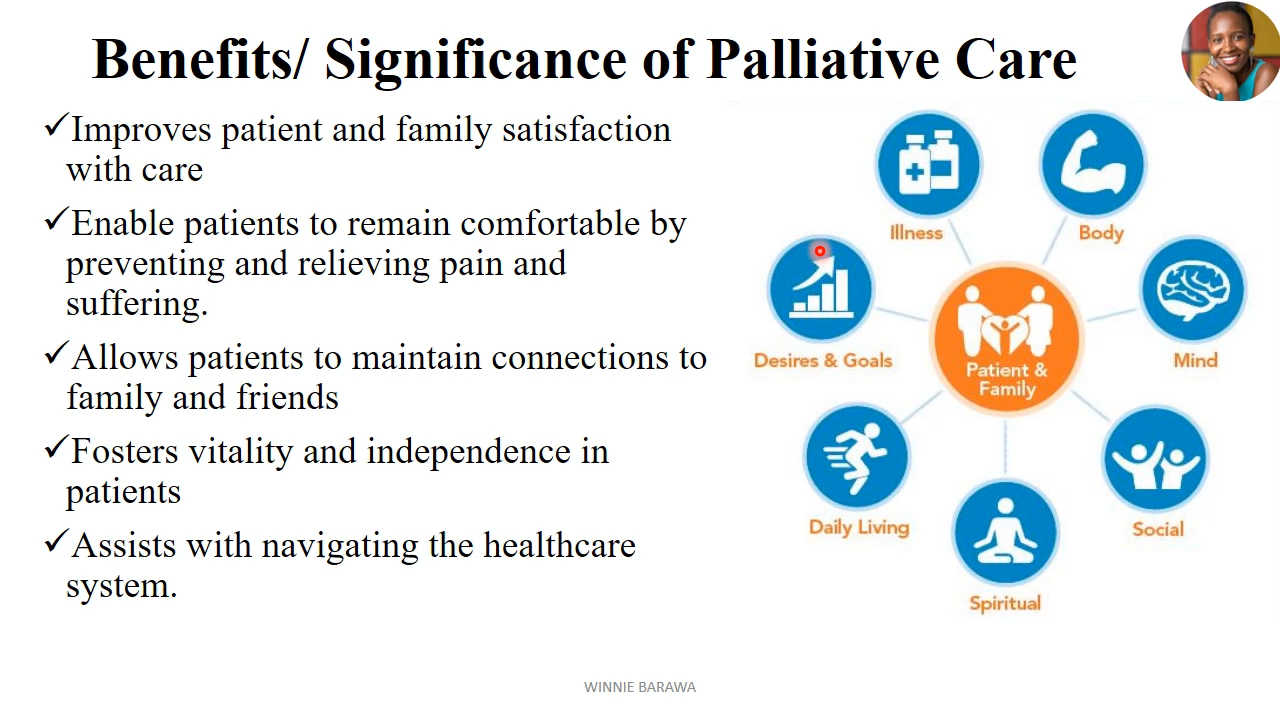 Benefits/ Significance of Palliative Care
✓Improves patient and family satisfaction
with care
✓Enable patients to remain comfortable by
preventing and relieving pain and
suffering.
✓Allows patients to maintain connections to
family and friends
✓Fosters vitality and independence in
patients
✓Assists with navigating the healthcare
system.
Illness
Body
Desires & Goals
Patient &
Family
Mind
Daily Living
Social
Spiritual
WINNIE BARAWA